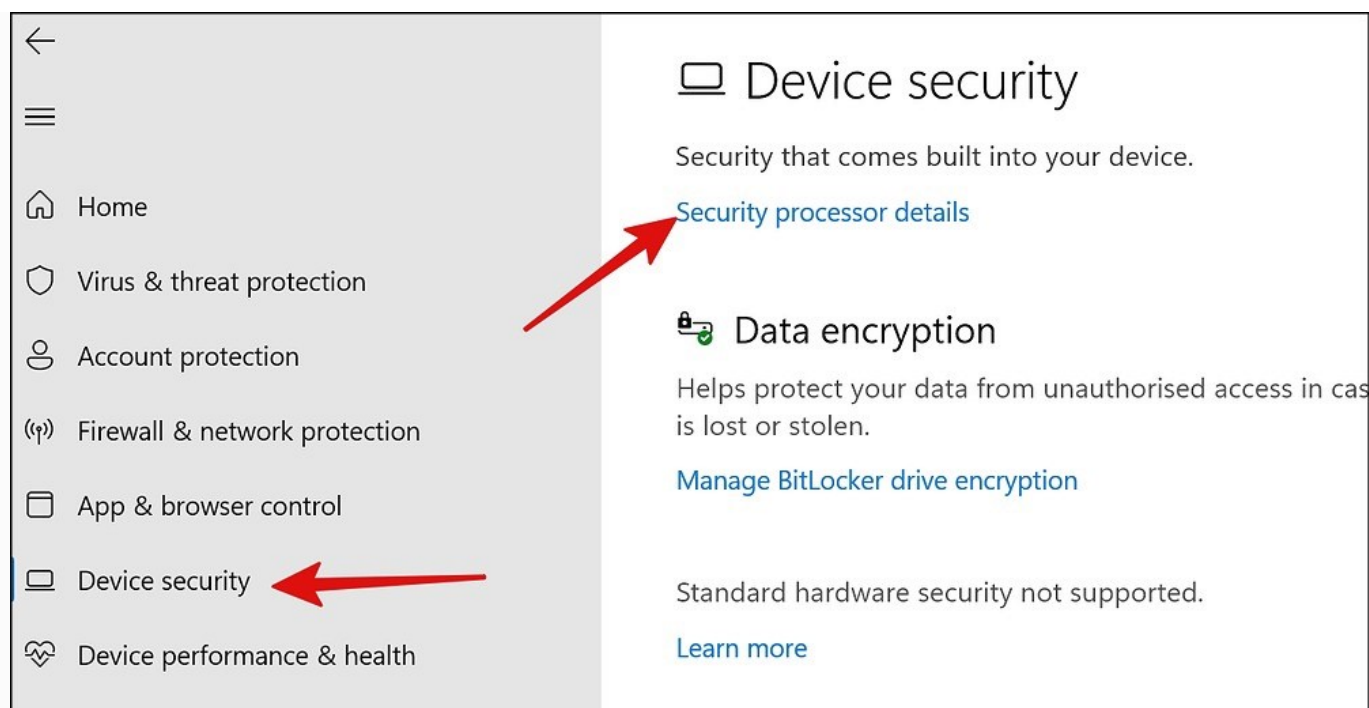 Home
Virus & threat protection
Account protection
Firewall & network protection
App & browser control
Device security
Device performance & health
Device security
Security that comes built into your device.
Security processor details
Data encryption
Helps protect your data from unauthorised access in cas
is lost or stolen.
Manage BitLocker drive encryption
Standard hardware security not supported.
Learn more